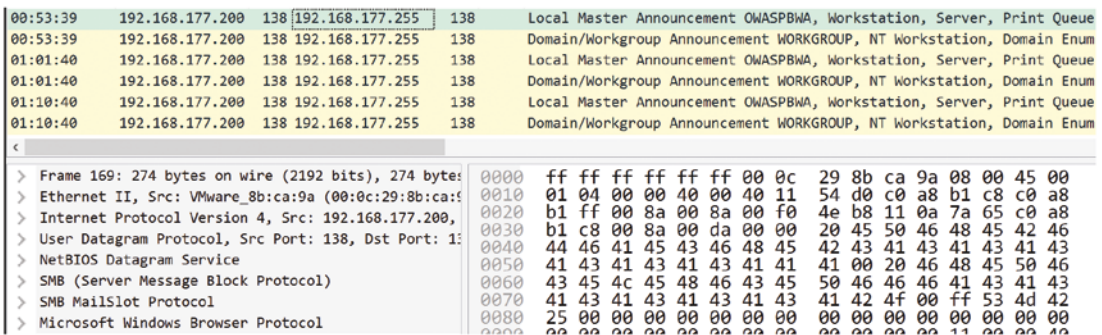 00:53:39 192.168.177.200 138 192.168.177.255 138 Local Master Announcement OWASPBWA, Workstation, Server, Print Queue
00:53:39 192.168.177.200 138 192.168.177.255 138 Domain/Workgroup Announcement WORKGROUP, NT Workstation, Domain Enum
01:01:40 192.168.177.200 138 192.168.177.255 138 Local Master Announcement OWASPBWA, Workstation, Server, Print Queue
01:01:40 192.168.177.200 138 192.168.177.255 138 Domain/Workgroup Announcement WORKGROUP, NT Workstation, Domain Enum
01:10:40 192.168.177.200 138 192.168.177.255 138 Local Master Announcement OWASPBWA, Workstation, Server, Print Queue
01:10:40 192.168.177.200 138 192.168.177.255 138 Domain/Workgroup Announcement WORKGROUP, NT Workstation, Domain Enum
Frame 169: 274 bytes on wire (2192 bits), 274 bytes
Ethernet II, Src: VMware_8b:ca:9a (00:0c:29:8b:ca:9
Internet Protocol Version 4, Src: 192.168.177.200,
User Datagram Protocol, Src Port: 138, Dst Port: 13
NetBIOS Datagram Service
SMB (Server Message Block Protocol)
SMB MailSlot Protocol
Microsoft Windows Browser Protocol
0000 ff ff ff ff ff ff 00 0c 29 8b ca 9a 08 00 45 00
0010 01 04 00 00 40 00 40 11 54 d0 c0 a8 b1 c8 c0 a8
0020 b1 ff 00 8a 00 8a 00 f0 4e b8 11 0a 7a 65 c0 a8
0030 b1 c8 00 8a 00 da 00 00 20 45 50 46 48 45 42 46
0040 44 46 41 45 43 46 48 45 42 43 41 43 41 43 41 43
0050 41 43 41 43 41 43 41 41 41 00 20 46 48 45 50 46
0060 43 45 4c 45 48 46 43 45 50 46 46 46 41 43 41 43
0070 41 43 41 43 41 43 41 43 41 42 4f 00 ff 53 4d 42
0080 25 00 00 00 00 00 00 00 00 00 00 00 00 00 00 00